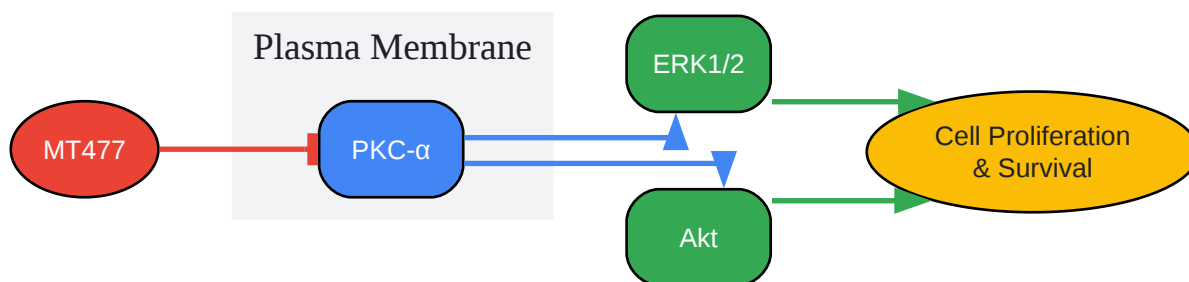 Plasma Membrane
MT477
PKC-α
ERK1/2
Akt
Cell Proliferation
& Survival